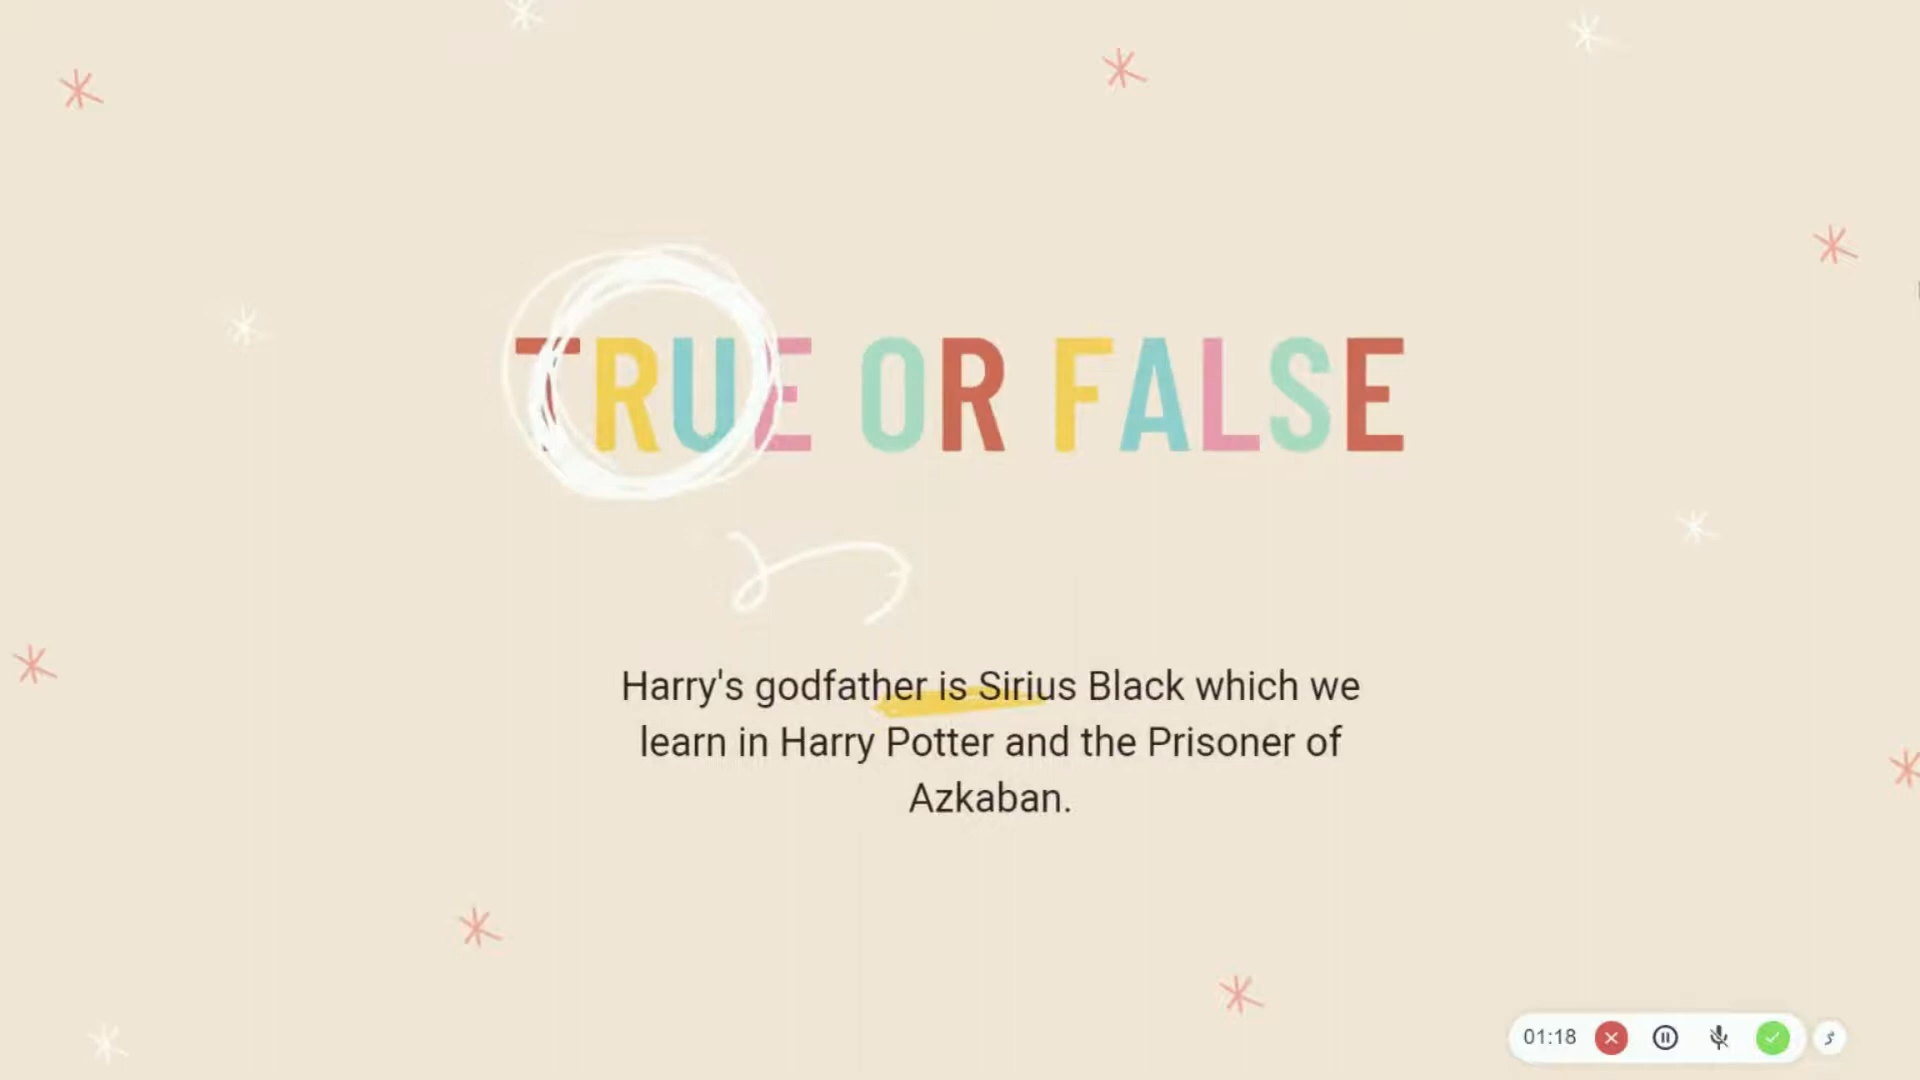 TRUE OR FALSE
Harry's godfather is Sirius Black which we
learn in Harry Potter and the Prisoner of
Azkaban.
01:18